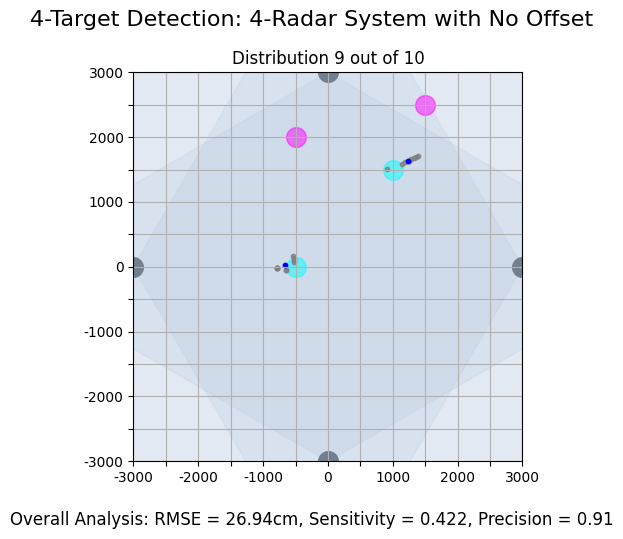 4-Target Detection: 4-Radar System with No Offset
Distribution 9 out of 10
3000
2000
1000
0
-1000
-2000
-3000
-3000 -2000 -1000 0 1000 2000 3000
Overall Analysis: RMSE = 26.94cm, Sensitivity = 0.422, Precision = 0.91